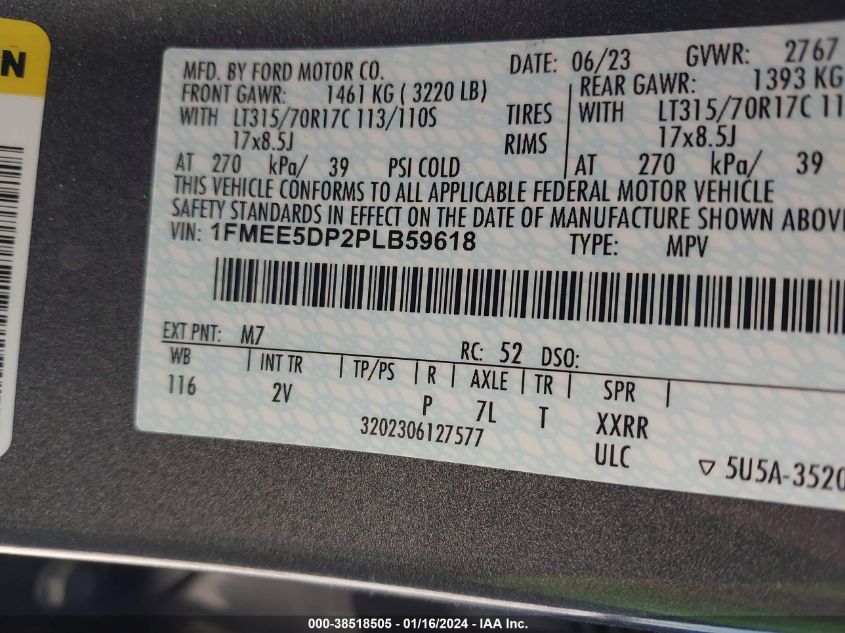 N
MFD. BY FORD MOTOR CO. DATE: 06/23 GVWR: 2767
FRONT GAWR: 1461 KG ( 3220 LB) REAR GAWR: 1393 KG
WITH LT315/70R17C 113/110S TIRES WITH LT315/70R17C
17x8.5J RIMS 17x8.5J
AT 270 kPa/ 39 PSI COLD AT 270 kPa/ 39
THIS VEHICLE CONFORMS TO ALL APPLICABLE FEDERAL MOTOR VEHICLE
SAFETY STANDARDS IN EFFECT ON THE DATE OF MANUFACTURE SHOWN ABOVE
VIN: 1FMEE5DP2PLB59618 TYPE: MPV
EXT PNT: M7 RC: 52 DSO:
WB INT TR TP/PS R AXLE TR SPR
116 2V P 7L T XXRR
3202306127577 ULC
5U5A-3520
000-38518505 - 01/16/2024 - IAA Inc.